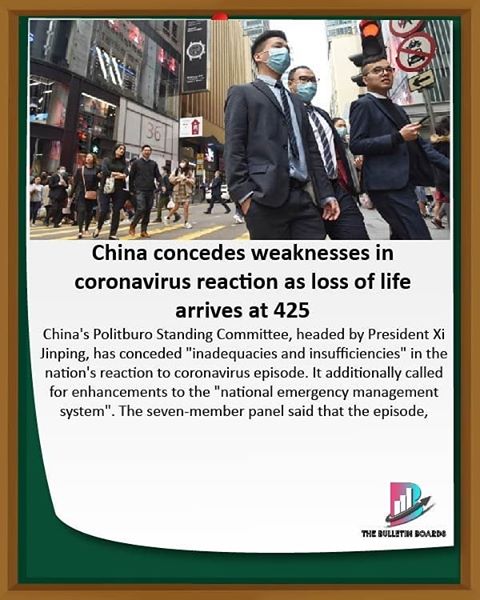 36
China concedes weaknesses in
coronavirus reaction as loss of life
arrives at 425
China's Politburo Standing Committee, headed by President Xi
Jinping, has conceded "inadequacies and insufficiencies" in the
nation's reaction to coronavirus episode. It additionally called
for enhancements to the "national emergency management
system". The seven-member panel said that the episode,
THE BULLETIN BOARDS